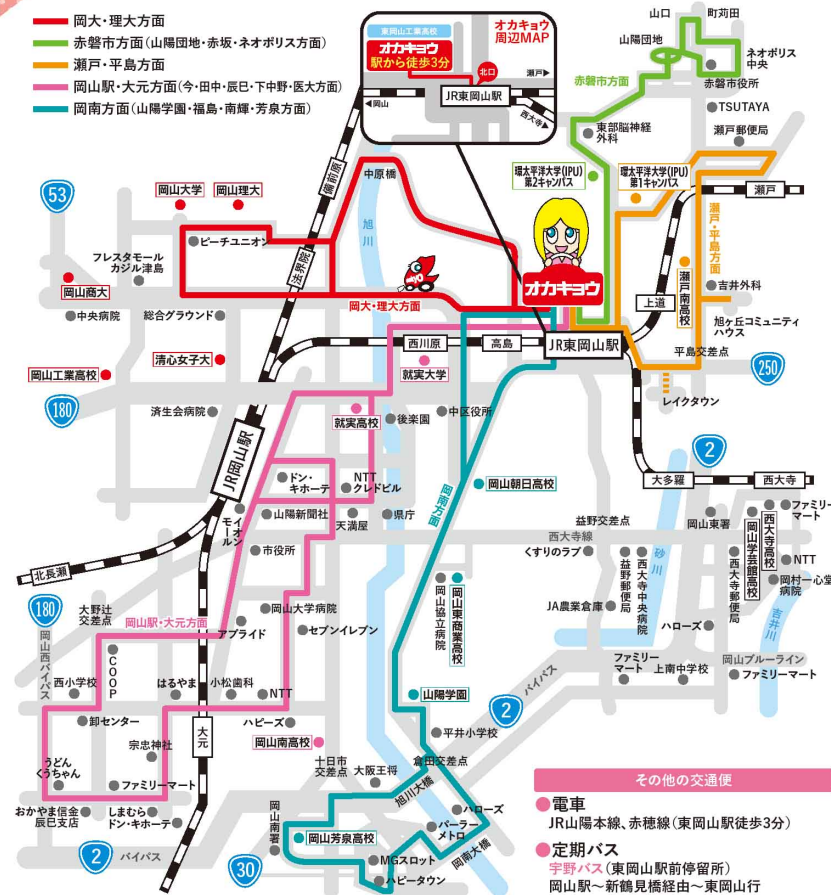 岡大・理大方面
赤磐市方面(山陽団地・赤坂・ネオポリス方面)
瀬戸・平島方面
岡山駅・大元方面(今・田中・辰巳・下中野・医大方面)
岡南方面(山陽学園・福島・南輝・芳泉方面)
東岡山工業高校
オカキョウ
駅から徒歩3分
オカキョウ
周辺MAP
北口
瀬戸▶
JR東岡山駅
◀岡山
西大寺▶
山口
町苅田
山陽団地
ネオポリス
中央
赤磐市方面
赤磐市役所
TSUTAYA
東部脳神経
外科
瀬戸郵便局
環太平洋大学(IPU)
第2キャンパス
環太平洋大学(IPU)
第1キャンパス
瀬戸
瀬戸・平島方面
瀬戸南高校
吉井外科
上道
旭ヶ丘コミュニティ
ハウス
平島交差点
250
レイクタウン
備前原
中原橋
旭川
53
岡山大学
岡山理大
ピーチユニオン
法界院
フレスタモール
カジル津島
岡山商大
中央病院
総合グラウンド
岡大・理大方面
オカキョウ
JR東岡山駅
西川原
高島
清心女子大
就実大学
岡山工業高校
180
済生会病院
就実高校
後楽園
中区役所
JR岡山駅
ドン・
キホーテ
NTT
クレドビル
岡山朝日高校
岡南方面
イオン
モール
山陽新聞社
天満屋
県庁
市役所
2
大多羅
西大寺
益野交差点
西大寺線
くすりのラブ
岡山東署
岡山学芸館高校
西大寺高校
ファミリー
マート
NTT
岡村一心堂
病院
砂川
益野郵便局
西大寺中央病院
西大寺郵便局
吉井川
JA農業倉庫
ハローズ
北長瀬
180
大野辻
交差点
岡山駅・大元方面
アプライド
岡山大学病院
セブンイレブン
岡山協立病院
岡山東商業高校
岡山西バイパス
西小学校
COOP
はるやま
小松歯科
NTT
山陽学園
ファミリー
マート
上南中学校
岡山ブルーライン
ファミリーマート
バイパス
2
卸センター
宗忠神社
大元
ハピーズ
岡山南高校
平井小学校
うどん
くうちゃん
ファミリーマート
十日市
交差点
大阪王将
倉田交差点
旭川大橋
おかやま信金
辰巳支店
しまむら
ドン・キホーテ
2
バイパス
岡山南署
30
岡山芳泉高校
ハローズ
パーラー
メトロ
岡南大橋
MGスロット
ハピータウン
その他の交通便
●電車
JR山陽本線、赤穂線(東岡山駅徒歩3分)
●定期バス
宇野バス(東岡山駅前停留所)
岡山駅〜新鶴見橋経由〜東岡山行